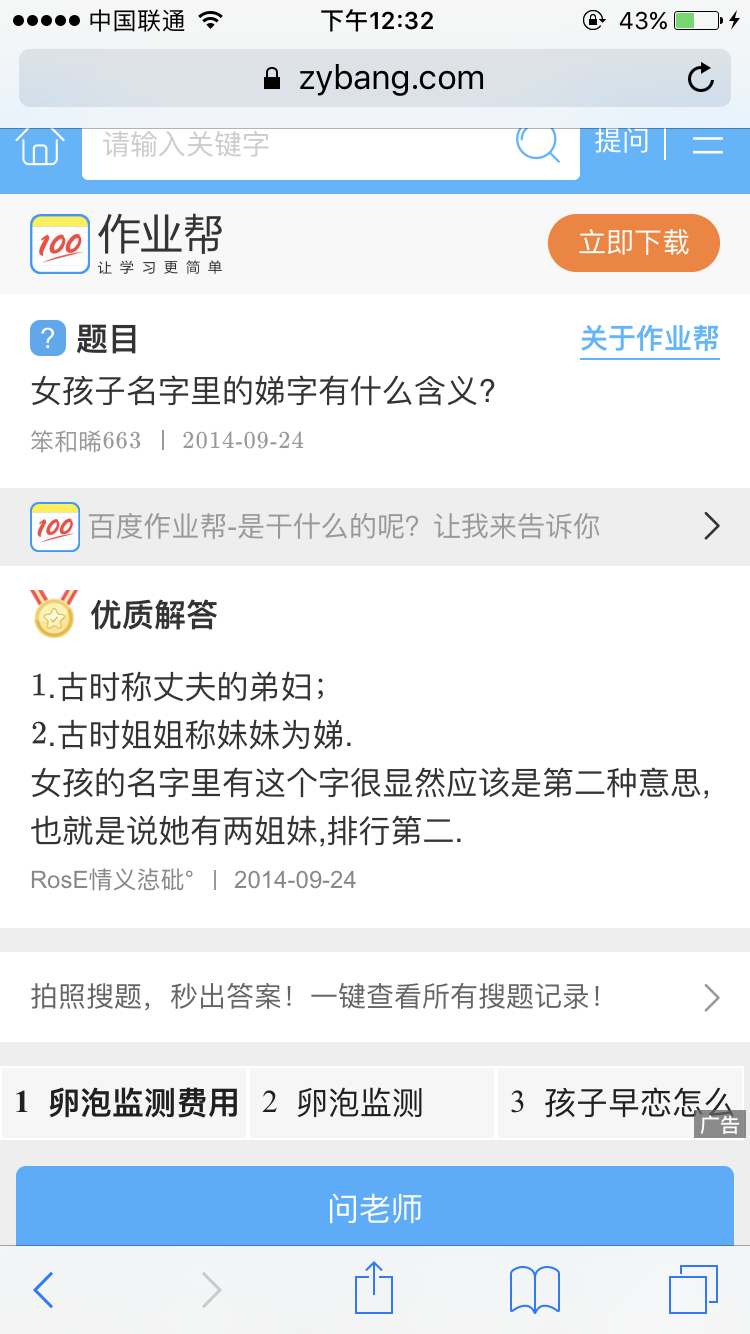 中国联通 下午12:32 43%
zybang.com
请输入关键字 提问
100 作业帮 立即下载
让学习更简单
? 题目 关于作业帮
女孩子名字里的娣字有什么含义?
笨和晞663 | 2014-09-24
100 百度作业帮-是干什么的呢? 让我来告诉你
优质解答
1.古时称丈夫的弟妇;
2.古时姐姐称妹妹为娣.
女孩的名字里有这个字很显然应该是第二种意思,
也就是说她有两姐妹,排行第二.
RosE情义惉砒° | 2014-09-24
拍照搜题，秒出答案！一键查看所有搜题记录！
1 卵泡监测费用 2 卵泡监测 3 孩子早恋怎么
广告
问老师